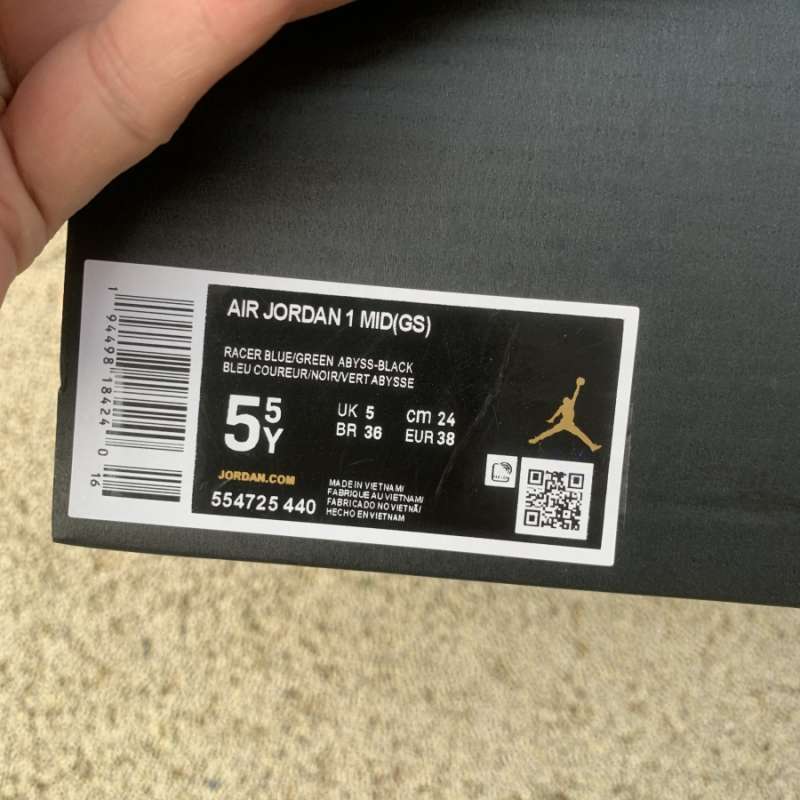 AIR JORDAN 1 MID(GS)
RACER BLUE/GREEN ABYSS-BLACK
BLEU COUREUR/NOIR/VERT ABYSSE
5 5 Y
UK 5 cm 24
BR 36 EUR 38
JORDAN.COM
554725 440
MADE IN VIETNAM
FABRIQUE AU VIETNAM
FABRICADO NO VIETNÃ
HECHO EN VIETNAM
1 94498 18424 0 16